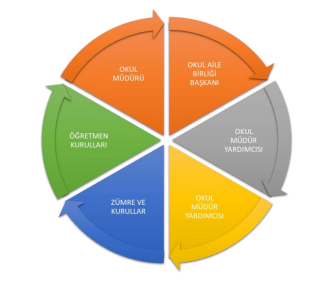 OKUL
MÜDÜRÜ
OKUL AİLE
BİRLİĞİ
BAŞKANI
OKUL
MÜDÜR
YARDIMCISI
OKUL
MÜDÜR
YARDIMCISI
ZÜMRE VE
KURULLAR
ÖĞRETMEN
KURULLARI